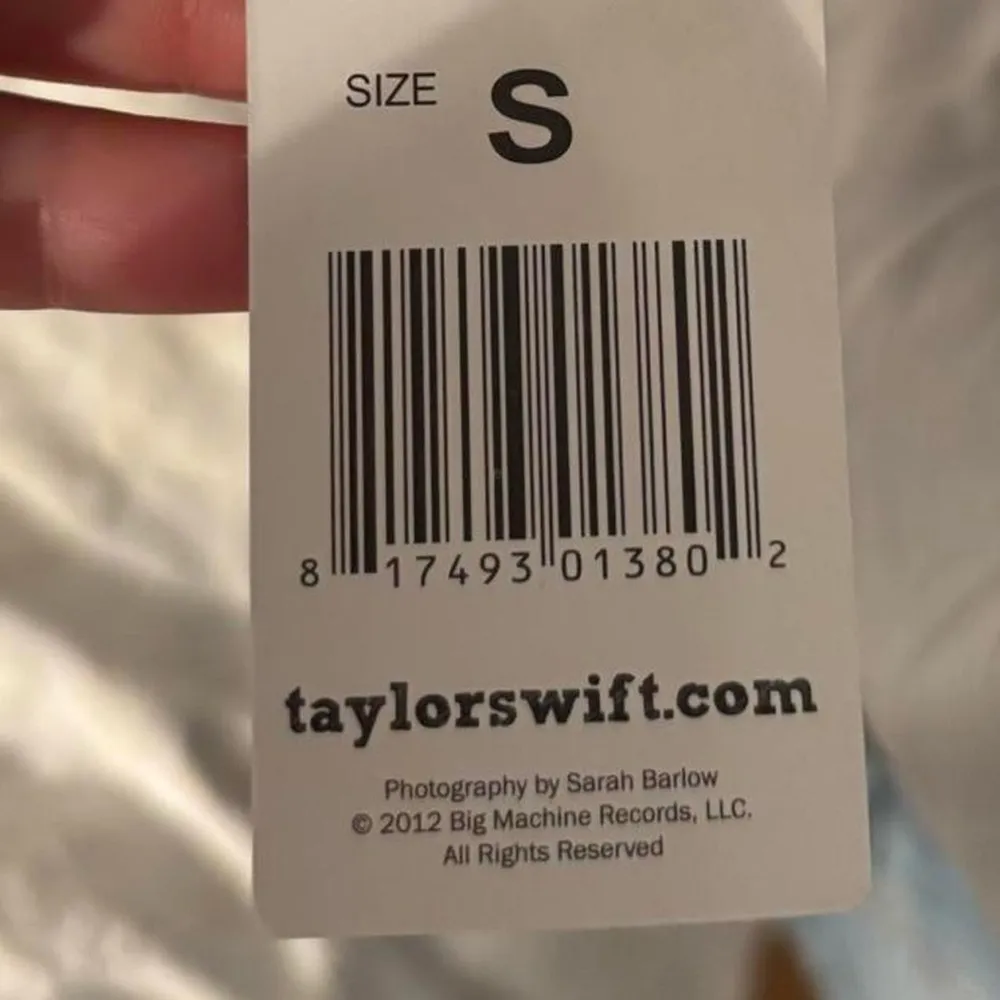 SIZE S
8 17493 01380 2
taylorswift.com
Photography by Sarah Barlow
© 2012 Big Machine Records, LLC.
All Rights Reserved